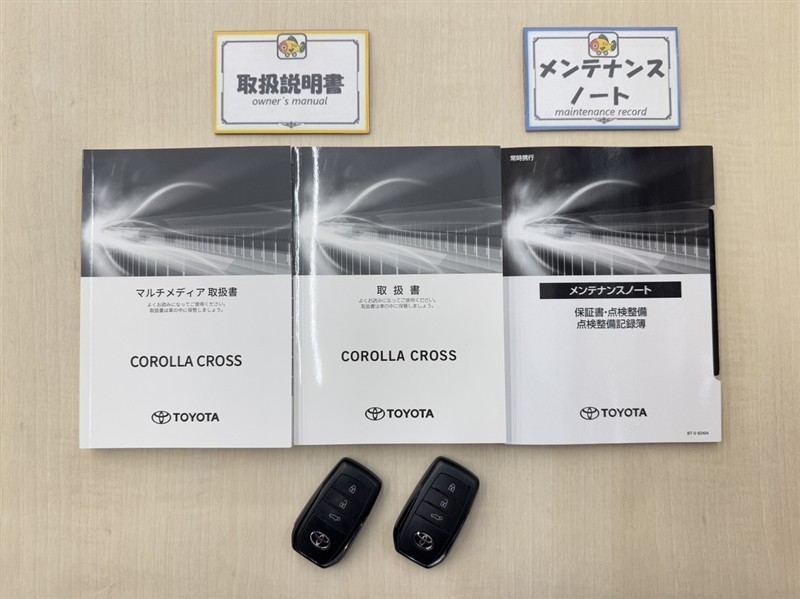 取扱説明書
owner's manual
メンテナンス
ノート
maintenance record
マルチメディア 取扱書
よくお読みになってご使用ください。
取扱書は車の中に保管しましょう。
COROLLA CROSS
TOYOTA
取扱書
よくお読みになってご使用ください。
取扱書は車の中に保管しましょう。
COROLLA CROSS
TOYOTA
常時携行
メンテナンスノート
保証書・点検整備
点検整備記録簿
TOYOTA